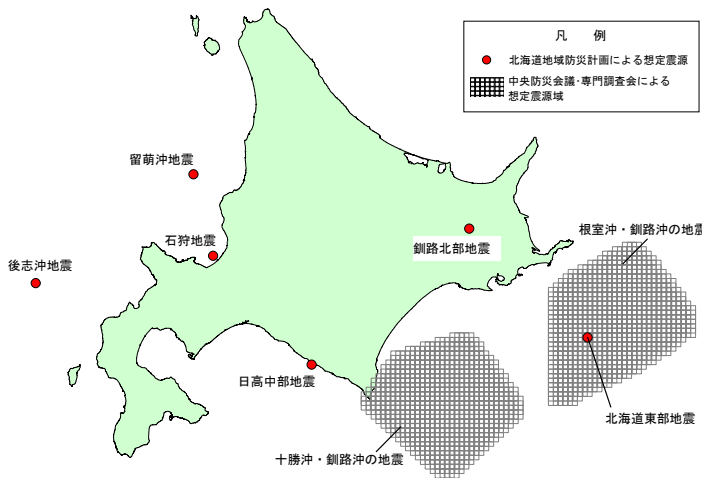 凡 例
北海道地域防災計画による想定震源
中央防災会議・専門調査会による
想定震源域
留萌沖地震
石狩地震
後志沖地震
釧路北部地震
根室沖・釧路沖の地震
日高中部地震
北海道東部地震
十勝沖・釧路沖の地震